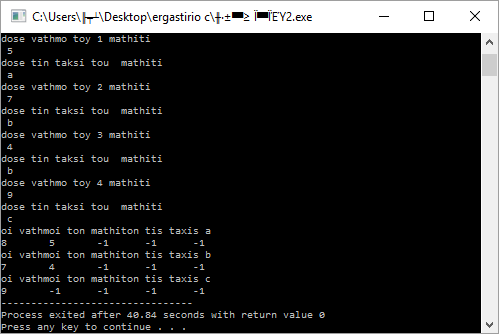 C:\Users\╫┬┴\Desktop\ergastirio c\╫·±▀▀≥ Ï▀▀ÏEY2.exe
dose vathmo toy 1 mathiti
5
dose tin taksi tou  mathiti
a
dose vathmo toy 2 mathiti
7
dose tin taksi tou  mathiti
b
dose vathmo toy 3 mathiti
4
dose tin taksi tou  mathiti
b
dose vathmo toy 4 mathiti
9
dose tin taksi tou  mathiti
c
oi vathmoi ton mathiton tis taxis a
8 5 -1 -1 -1
oi vathmoi ton mathiton tis taxis b
7 4 -1 -1 -1
oi vathmoi ton mathiton tis taxis c
9 -1 -1 -1 -1
--------------------------------
Process exited after 40.84 seconds with return value 0
Press any key to continue . . .